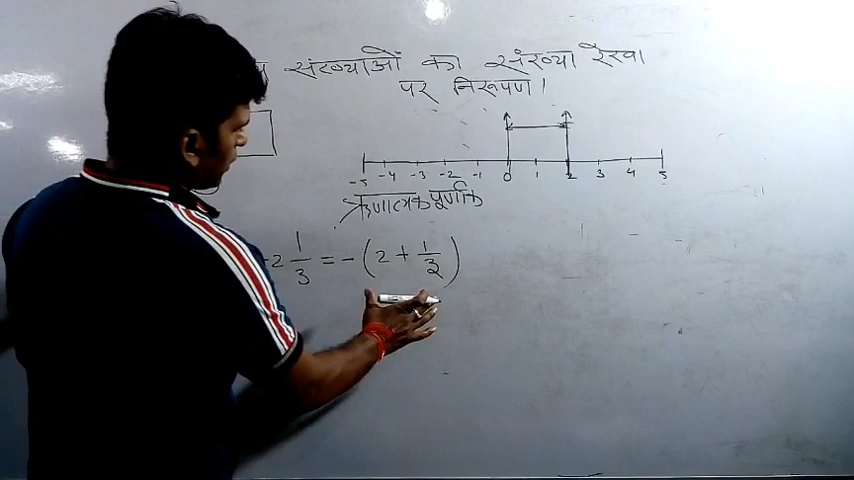 संख्याओं का संख्या रेखा
पर निरूपण।
-5 -4 -3 -2 -1 0 1 2 3 4 5
ऋणात्मक पूर्णांक
-2 1/3 = - ( 2 + 1/3 )